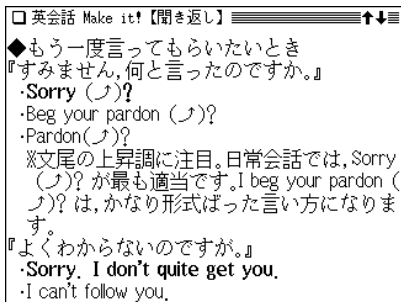 □ 英会話 Make it!【聞き返し】
◆もう一度言ってもらいたいとき
『すみません,何と言ったのですか。』
·Sorry (⤴)?
·Beg your pardon (⤴)?
·Pardon(⤴)?
※文尾の上昇調に注目。日常会話では,Sorry
(⤴)? が最も適当です。I beg your pardon (
⤴)? は,かなり形式ばった言い方になりま
す。
『よくわからないのですが。』
·Sorry. I don't quite get you.
·I can't follow you.